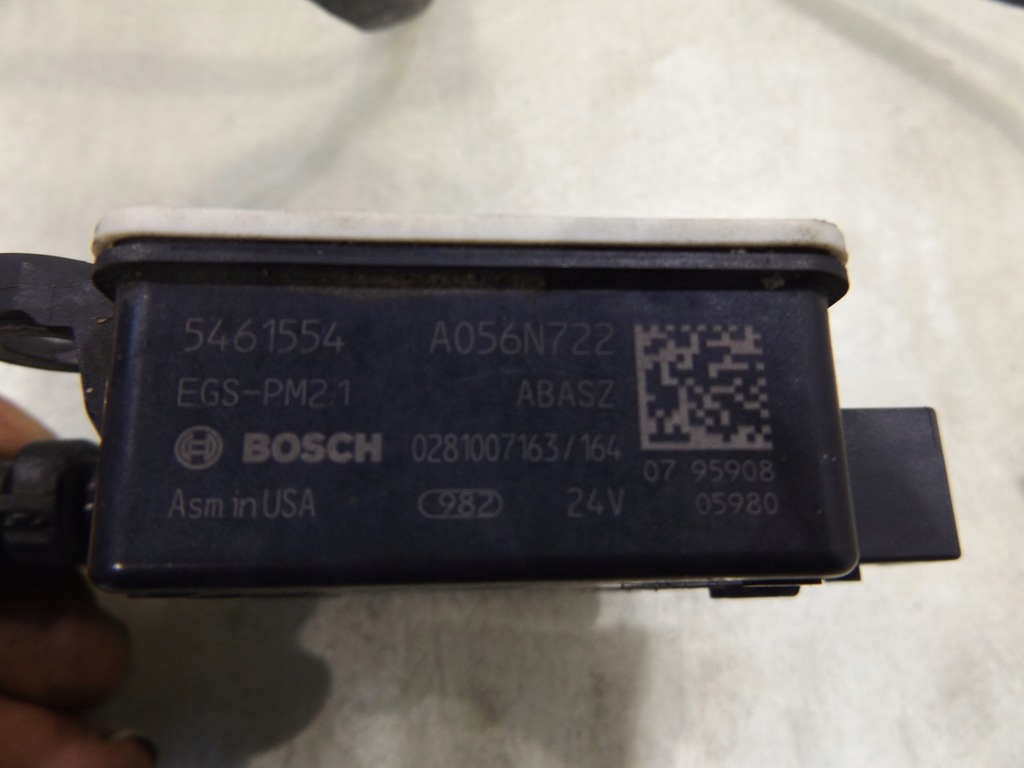 5461554 A056N722
EGS-PM2.1 ABASZ
BOSCH 0281007163/164
07 95908
Asm in USA 982 24V 05980